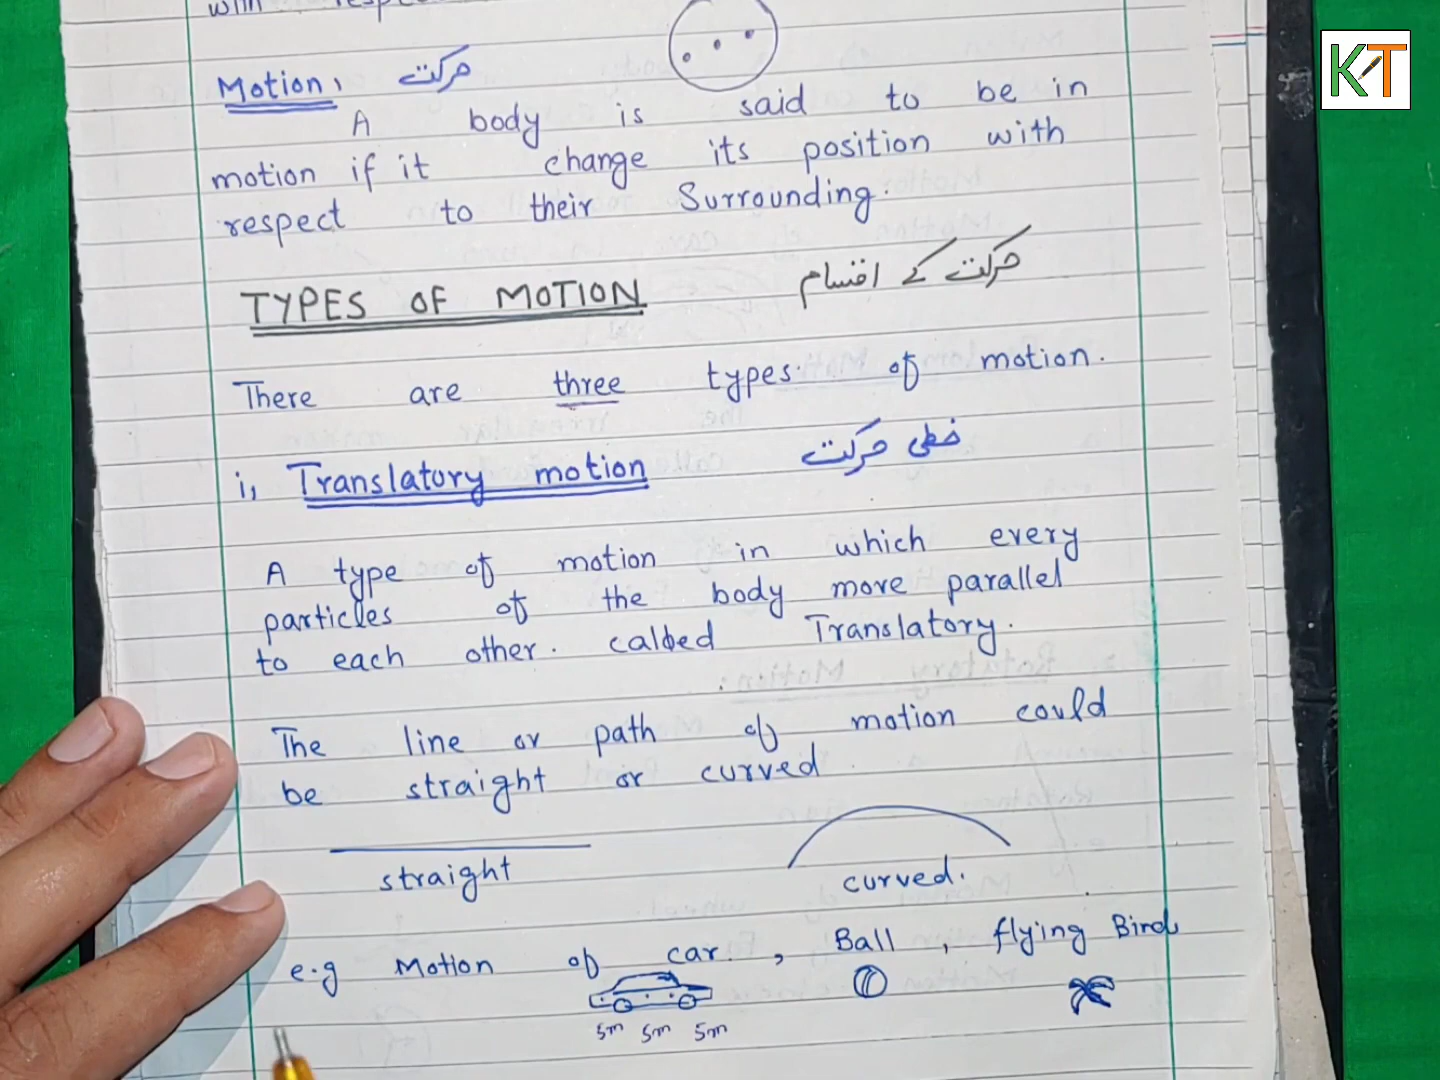 with respe
Motion, حرکت
A body is said to be in
motion if it change its position with
respect to their Surrounding.
TYPES OF MOTION حرکت کے اقسام
There are three types of motion.
i, Translatory motion خطی حرکت
A type of motion in which every
particles of the body move parallel
to each other. called Translatory.
The line or path of motion could
be straight or curved
straight
curved.
e.g Motion of car , Ball , flying Bird
5m 5m 5m
KT